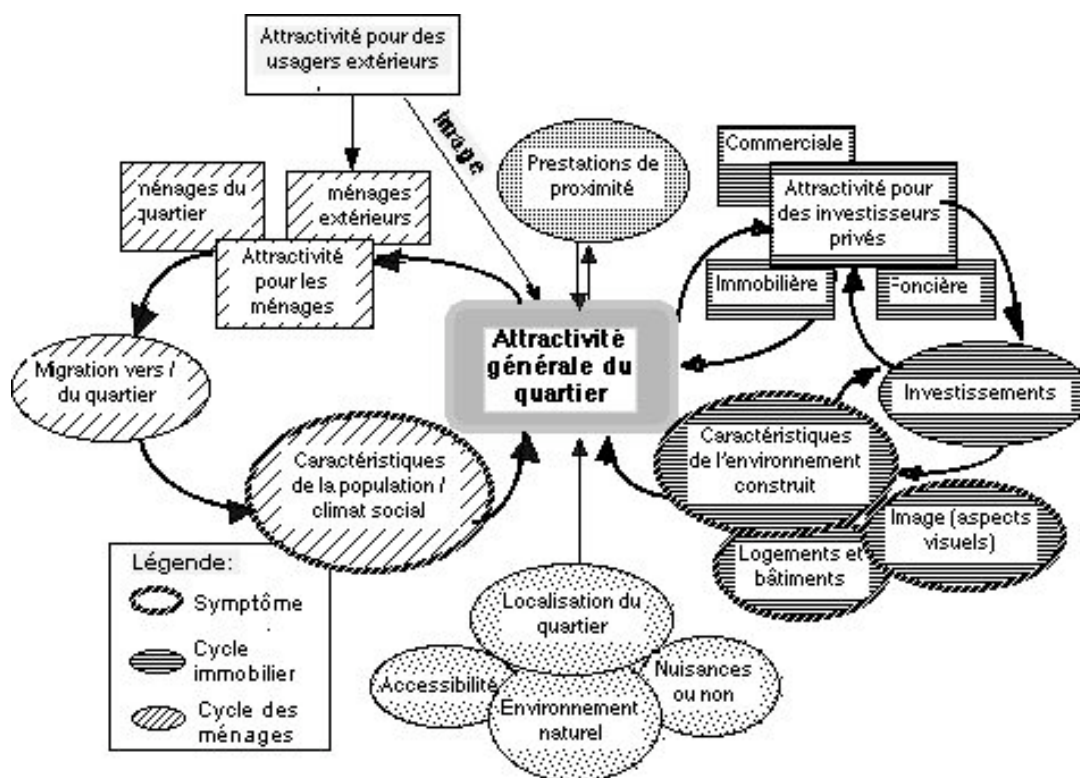 Attractivité pour des
usagers extérieurs
Image
Prestations de
proximité
Commerciale
Attractivité pour
des investisseurs
privés
Immobilière
Foncière
ménages du
quartier
ménages
extérieurs
Attractivité
pour les
ménages
Attractivité
générale du
quartier
Migration vers /
du quartier
Investissements
Caractéristiques
de la population /
climat social
Caractéristiques
de l'environnement
construit
Image (aspects
visuels)
Logements et
bâtiments
Légende:
Symptôme
Cycle
immobilier
Cycle des
ménages
Localisation du
quartier
Accessibilité
Nuisances
ou non
Environnement
naturel